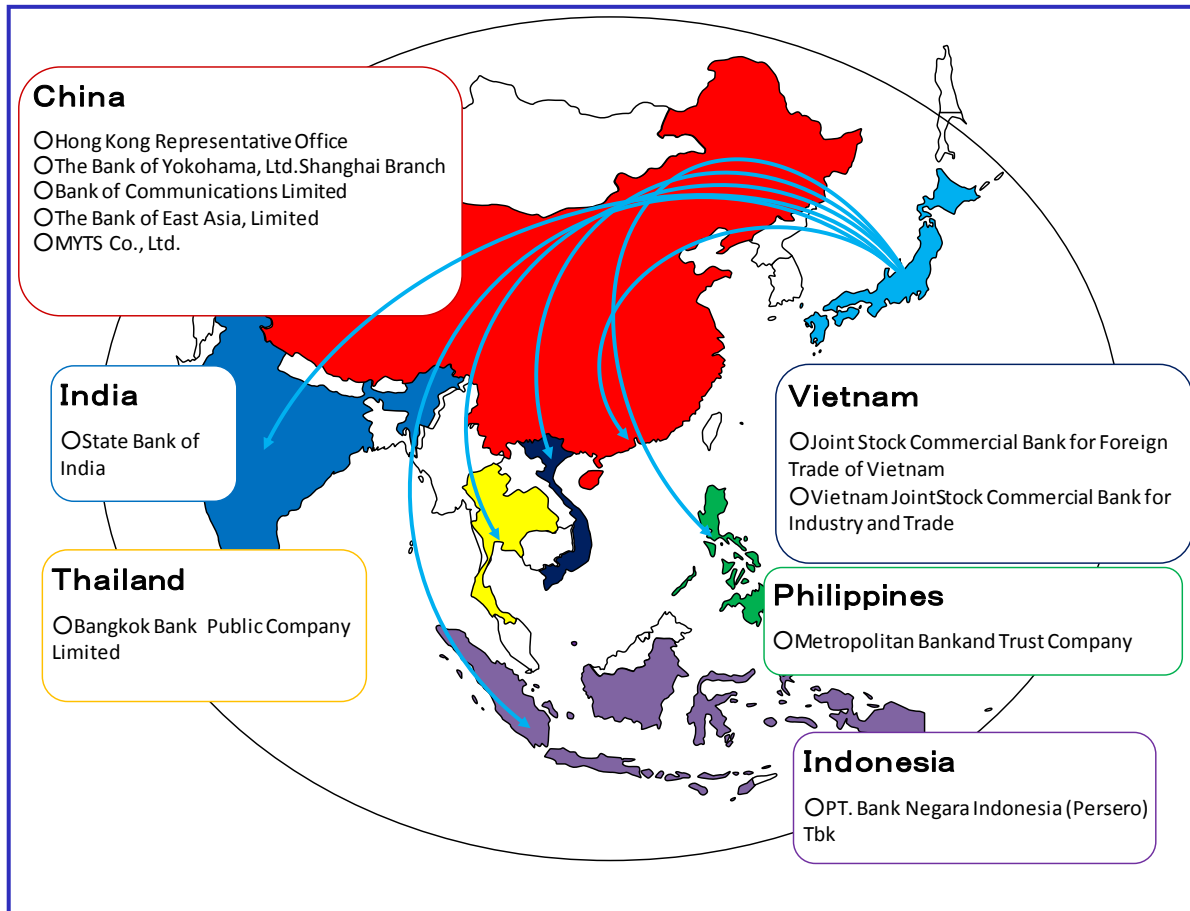 China
○Hong Kong Representative Office
○The Bank of Yokohama, Ltd.Shanghai Branch
○Bank of Communications Limited
○The Bank of East Asia, Limited
○MYTS Co., Ltd.
India
○State Bank of
India
Thailand
○Bangkok Bank Public Company
Limited
Vietnam
○Joint Stock Commercial Bank for Foreign
Trade of Vietnam
○Vietnam JointStock Commercial Bank for
Industry and Trade
Philippines
○Metropolitan Bankand Trust Company
Indonesia
○PT. Bank Negara Indonesia (Persero)
Tbk